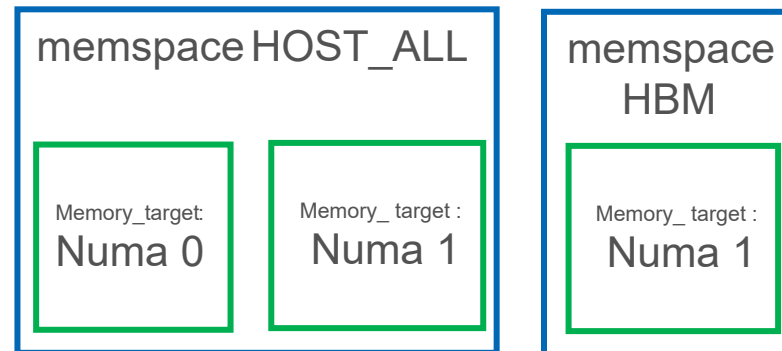 memspace HOST_ALL
Memory_target:
Numa 0
Memory_ target :
Numa 1
memspace
HBM
Memory_ target :
Numa 1